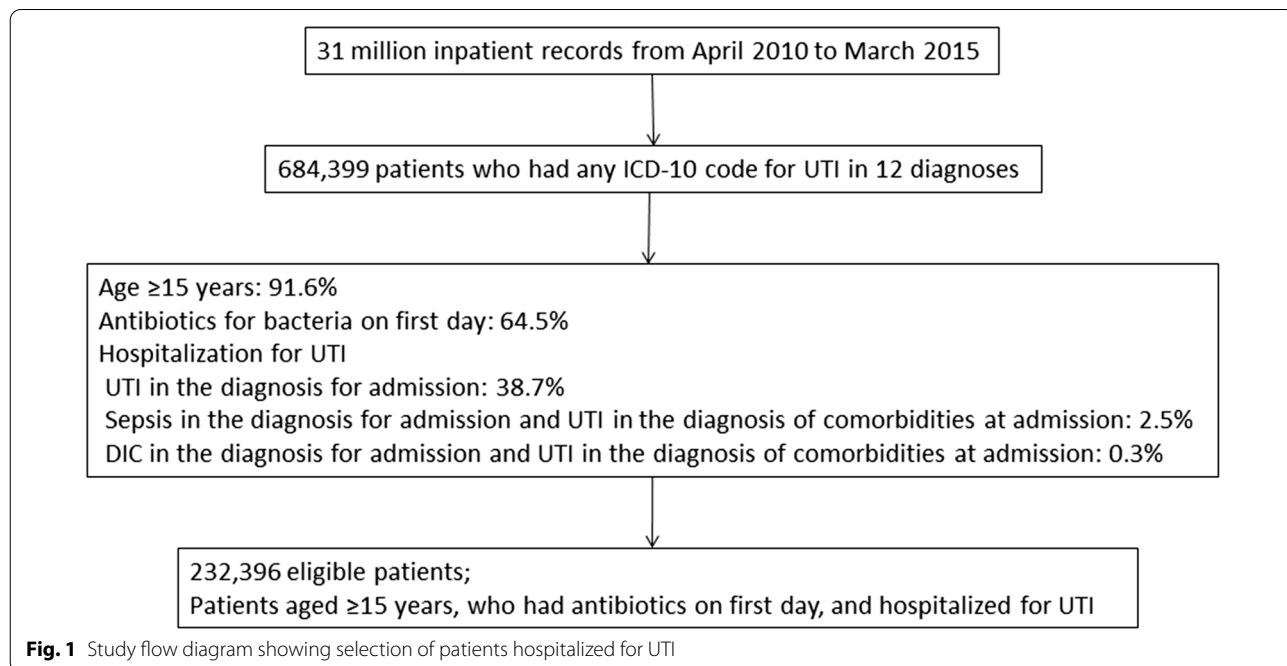 31 million inpatient records from April 2010 to March 2015
684,399 patients who had any ICD-10 code for UTI in 12 diagnoses
Age ≥15 years: 91.6%
Antibiotics for bacteria on first day: 64.5%
Hospitalization for UTI
UTI in the diagnosis for admission: 38.7%
Sepsis in the diagnosis for admission and UTI in the diagnosis of comorbidities at admission: 2.5%
DIC in the diagnosis for admission and UTI in the diagnosis of comorbidities at admission: 0.3%
232,396 eligible patients;
Patients aged ≥15 years, who had antibiotics on first day, and hospitalized for UTI
Fig. 1 Study flow diagram showing selection of patients hospitalized for UTI